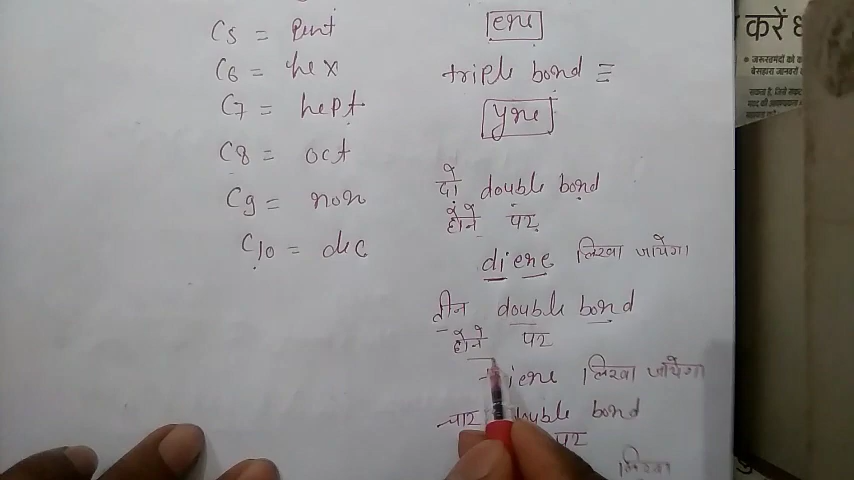 C5 = Pent
C6 = hex
C7 = hept
C8 = oct
C9 = non
C10 = dec
ene
triple bond ≡
yne
दो double bond
होने पर
diene लिखा जायेगा
तीन double bond
होने पर
iene लिखा जायेगा
चार double bond
पर
लिखा
करें